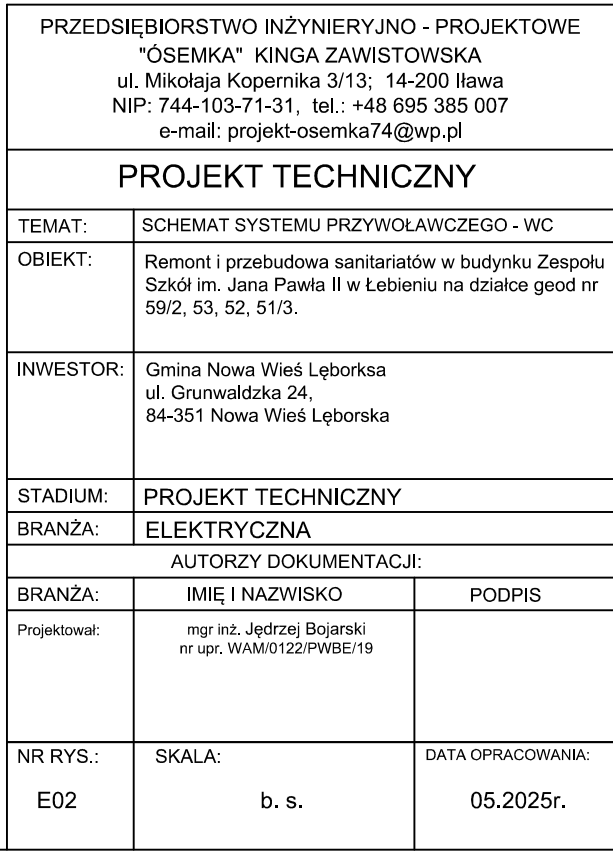 PRZEDSIĘBIORSTWO INŻYNIERYJNO - PROJEKTOWE
"ÓSEMKA" KINGA ZAWISTOWSKA
ul. Mikołaja Kopernika 3/13; 14-200 Iława
NIP: 744-103-71-31, tel.: +48 695 385 007
e-mail: projekt-osemka74@wp.pl
PROJEKT TECHNICZNY
TEMAT: SCHEMAT SYSTEMU PRZYWOŁAWCZEGO - WC
OBIEKT: Remont i przebudowa sanitariatów w budynku Zespołu
Szkół im. Jana Pawła II w Łebieniu na działce geod nr
59/2, 53, 52, 51/3.
INWESTOR: Gmina Nowa Wieś Lęborksa
ul. Grunwaldzka 24,
84-351 Nowa Wieś Lęborska
STADIUM: PROJEKT TECHNICZNY
BRANŻA: ELEKTRYCZNA
AUTORZY DOKUMENTACJI:
BRANŻA: IMIĘ I NAZWISKO PODPIS
Projektował: mgr inż. Jędrzej Bojarski
nr upr. WAM/0122/PWBE/19
NR RYS.: SKALA: DATA OPRACOWANIA:
E02 b. s. 05.2025r.